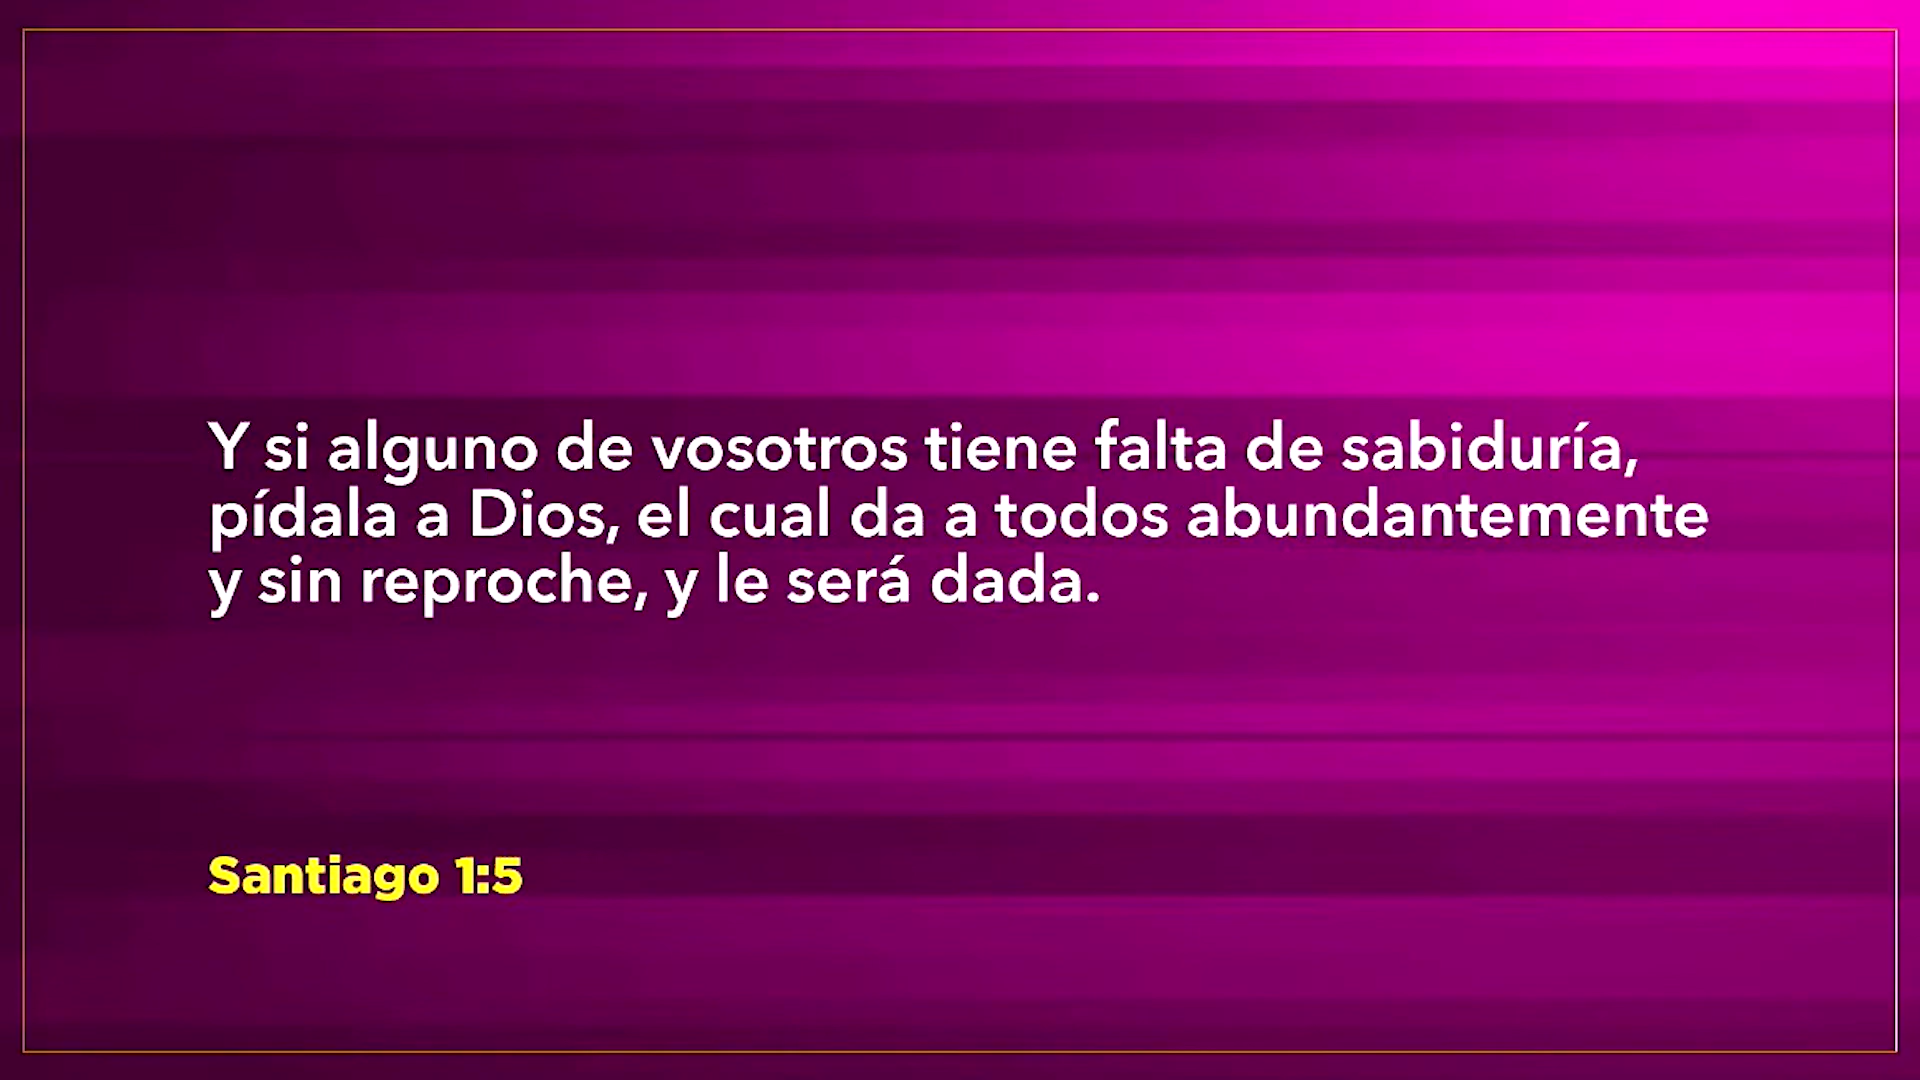 Y si alguno de vosotros tiene falta de sabiduría,
pídala a Dios, el cual da a todos abundantemente
y sin reproche, y le será dada.
Santiago 1:5